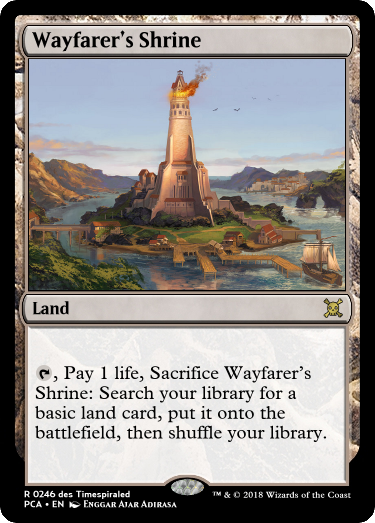 Wayfarer's Shrine
Land
, Pay 1 life, Sacrifice Wayfarer's
Shrine: Search your library for a
basic land card, put it onto the
battlefield, then shuffle your library.
R 0246 des Timespiraled
PCA • EN Enggar Ajar Adirasa
™ & © 2018 Wizards of the Coast